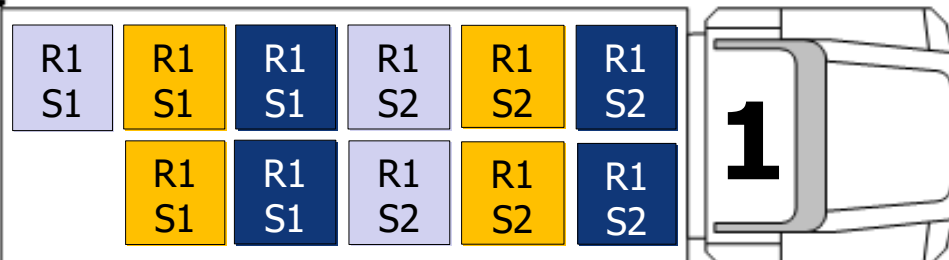 R1 R1 R1 R1 R1 R1
S1 S1 S1 S2 S2 S2
R1 R1 R1 R1 R1
S1 S1 S2 S2 S2
1